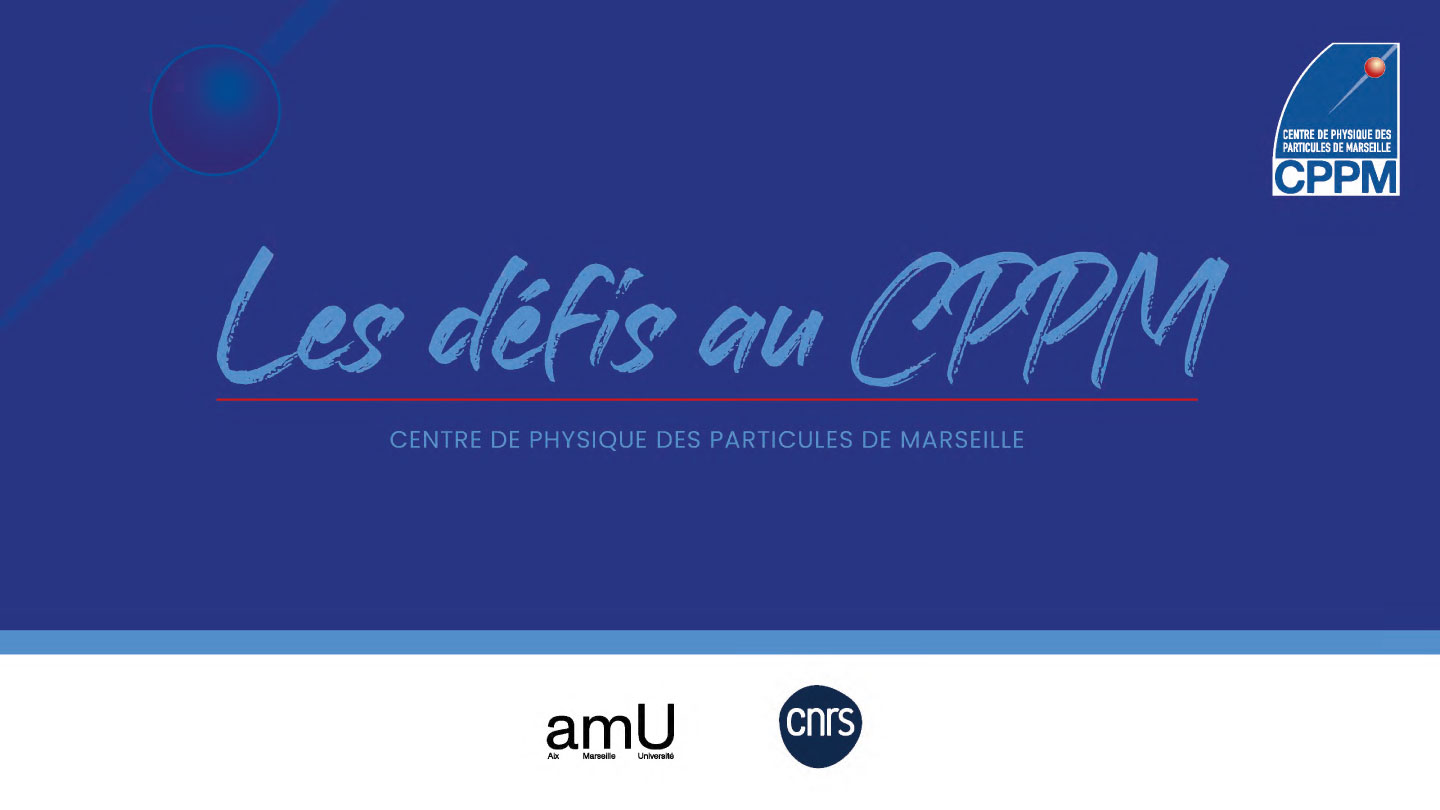 CENTRE DE PHYSIQUE DES
PARTICULES DE MARSEILLE
CPPM
Les défis au CPPM
CENTRE DE PHYSIQUE DES PARTICULES DE MARSEILLE
amU
Aix Marseille Université
cnrs